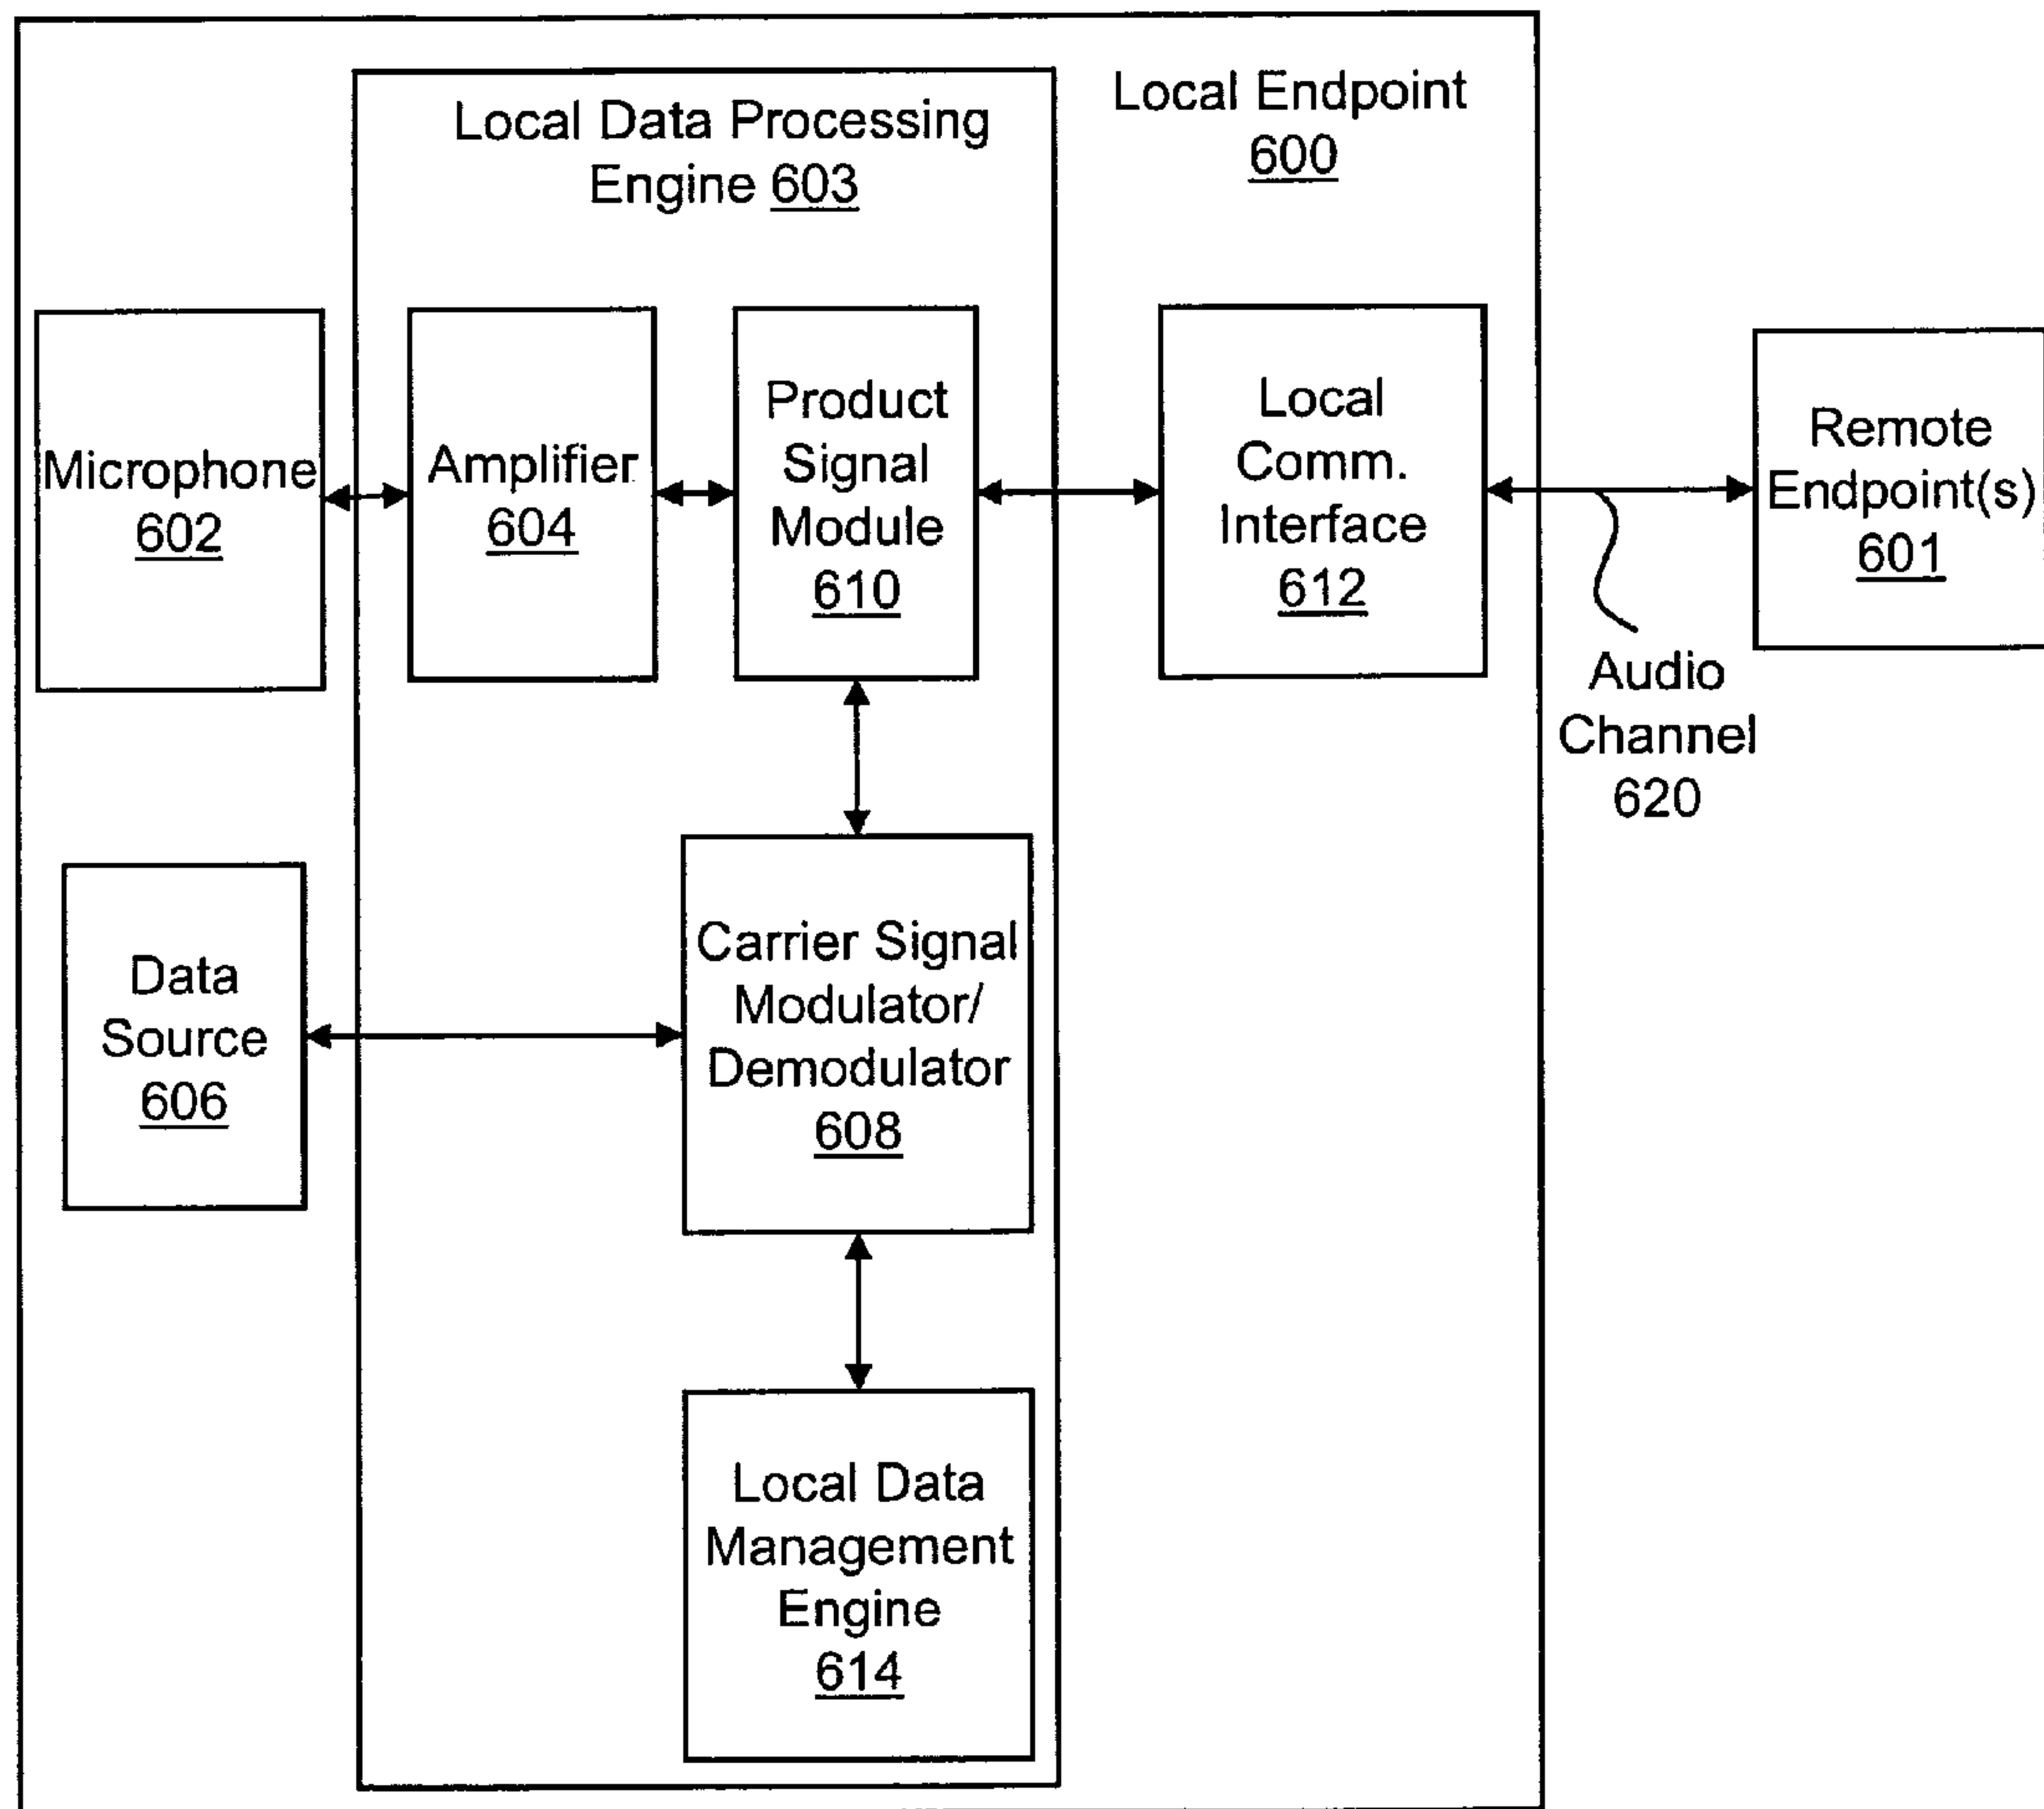 Local Data Processing
Engine 603
Local Endpoint
600
Microphone
602
Amplifier
604
Product
Signal
Module
610
Local
Comm.
Interface
612
Remote
Endpoint(s)
601
Audio
Channel
620
Data
Source
606
Carrier Signal
Modulator/
Demodulator
608
Local Data
Management
Engine
614